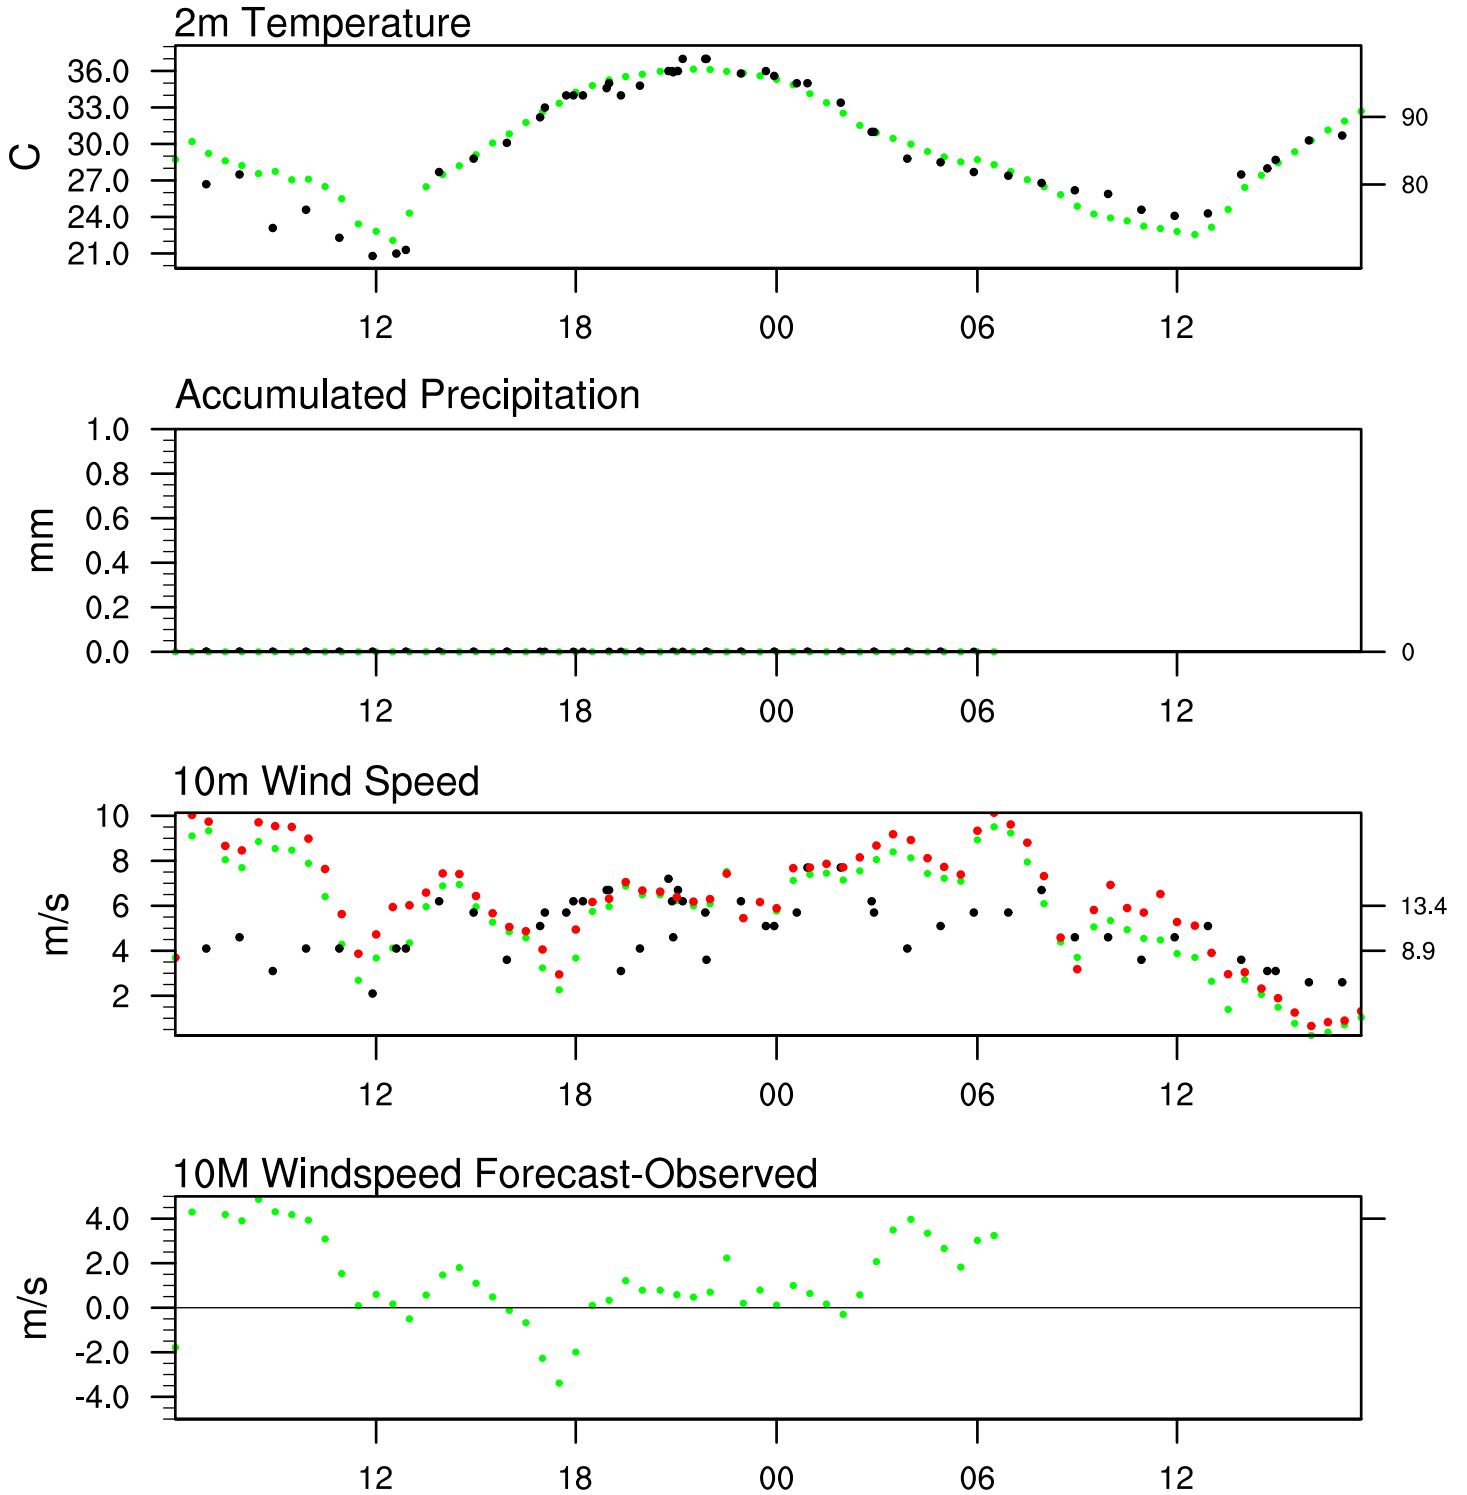 2m Temperature
36.0
33.0
30.0
27.0
24.0
21.0
C
90
80
12 18 00 06 12
Accumulated Precipitation
1.0
0.8
0.6
0.4
0.2
0.0
mm
0
12 18 00 06 12
10m Wind Speed
10
8
6
4
2
m/s
13.4
8.9
12 18 00 06 12
10M Windspeed Forecast-Observed
4.0
2.0
0.0
-2.0
-4.0
m/s
12 18 00 06 12